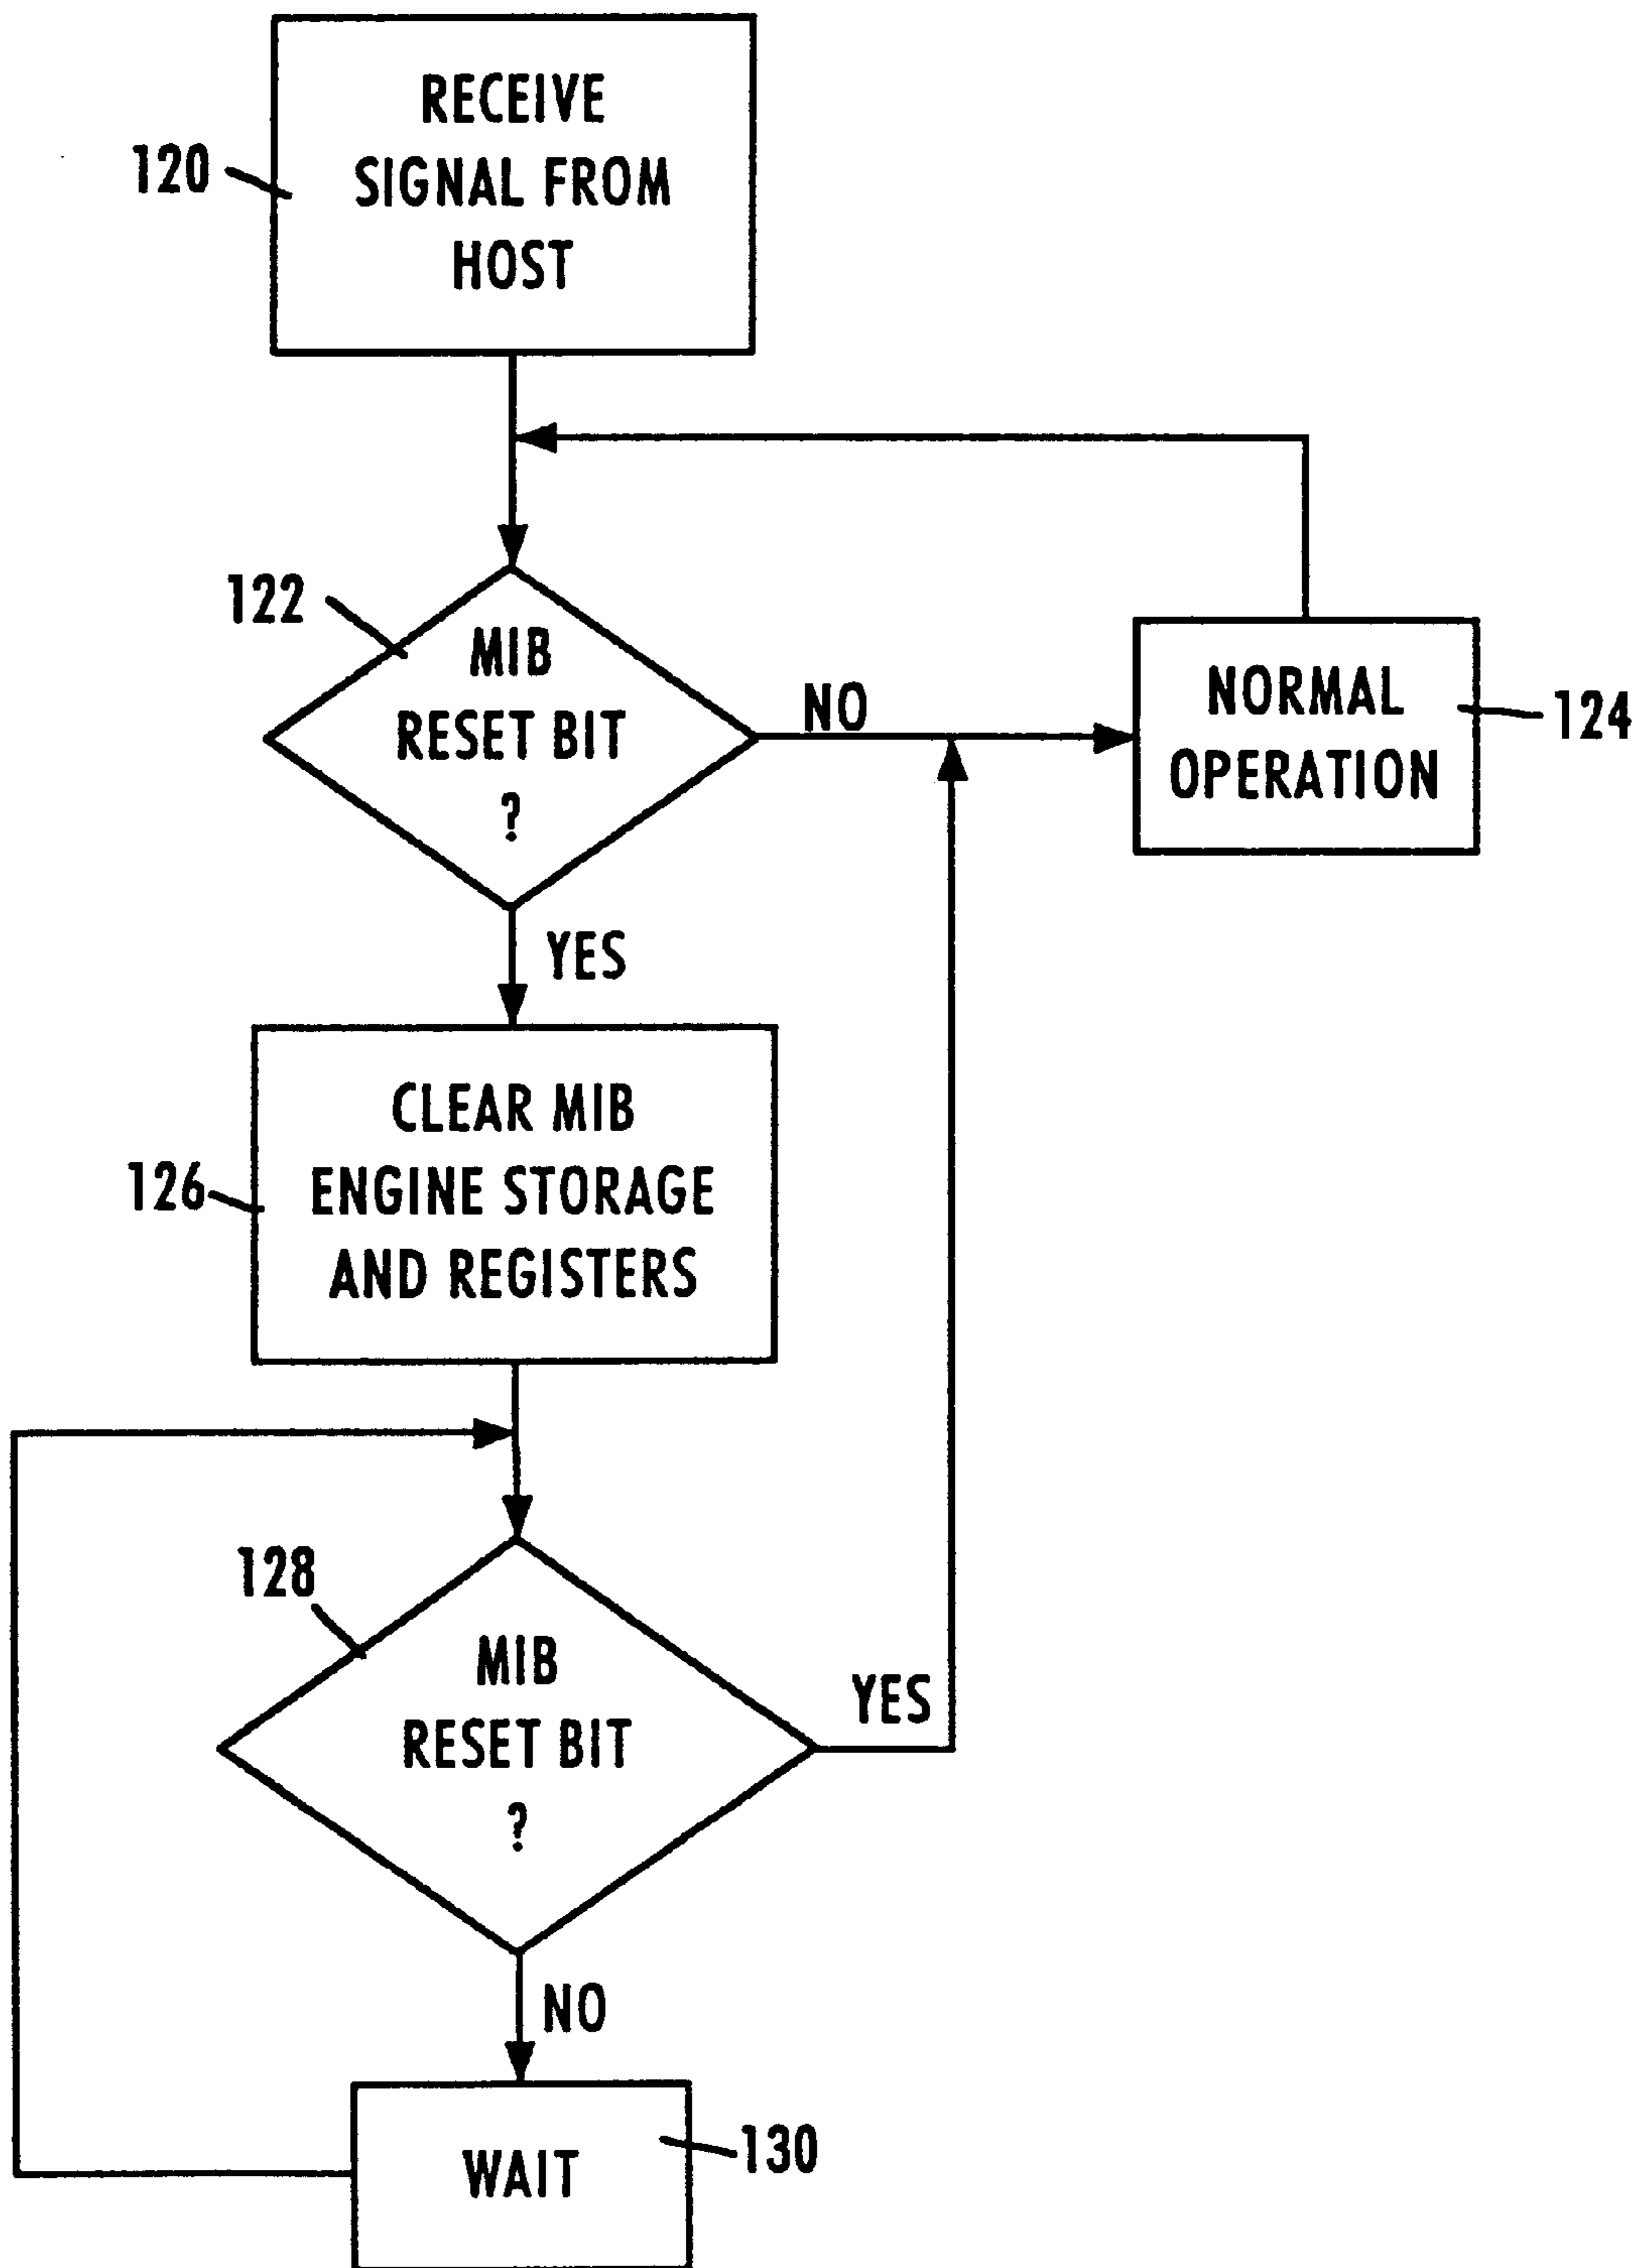 RECEIVE
SIGNAL FROM
HOST
120
122
MIB
RESET BIT
?
NO
NORMAL
OPERATION
124
YES
CLEAR MIB
ENGINE STORAGE
AND REGISTERS
126
128
MIB
RESET BIT
?
YES
NO
WAIT
130